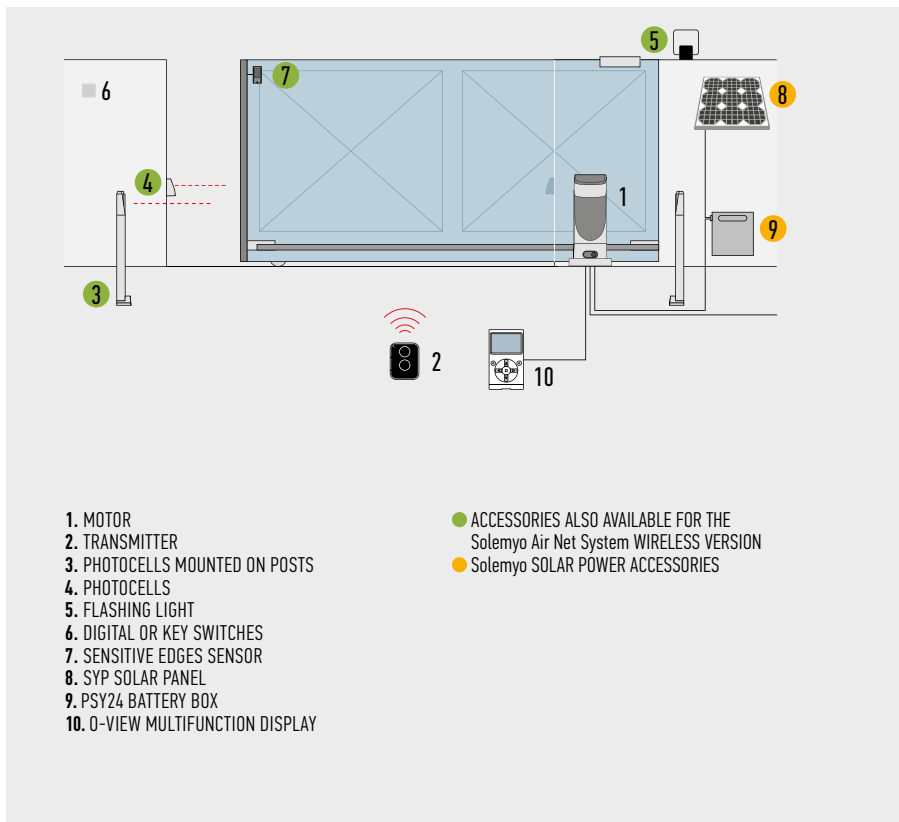 5
7
6
8
4
1
9
3
2
10
1. MOTOR
2. TRANSMITTER
3. PHOTOCELLS MOUNTED ON POSTS
4. PHOTOCELLS
5. FLASHING LIGHT
6. DIGITAL OR KEY SWITCHES
7. SENSITIVE EDGES SENSOR
8. SYP SOLAR PANEL
9. PSY24 BATTERY BOX
10. O-VIEW MULTIFUNCTION DISPLAY
ACCESSORIES ALSO AVAILABLE FOR THE
Solemyo Air Net System WIRELESS VERSION
Solemyo SOLAR POWER ACCESSORIES